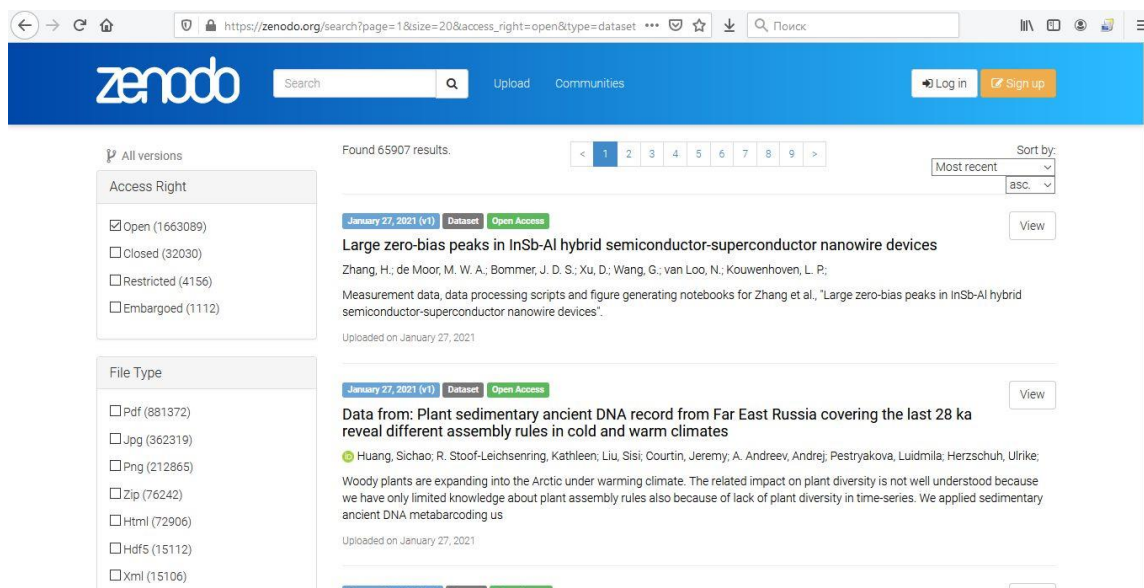 https://zenodo.org/search?page=1&size=20&access_right=open&type=dataset
Поиск
zenodo
Search
Upload
Communities
Log in
Sign up
All versions
Access Right
Open (1663089)
Closed (32030)
Restricted (4156)
Embargoed (1112)
File Type
Pdf (881372)
Jpg (362319)
Png (212865)
Zip (76242)
Html (72906)
Hdf5 (15112)
Xml (15106)
Found 65907 results.
< 1 2 3 4 5 6 7 8 9 >
Sort by:
Most recent
asc.
January 27, 2021 (v1) Dataset Open Access
View
Large zero-bias peaks in InSb-Al hybrid semiconductor-superconductor nanowire devices
Zhang, H.; de Moor, M. W. A.; Bommer, J. D. S.; Xu, D.; Wang, G.; van Loo, N.; Kouwenhoven, L. P.;
Measurement data, data processing scripts and figure generating notebooks for Zhang et al., "Large zero-bias peaks in InSb-Al hybrid
semiconductor-superconductor nanowire devices".
Uploaded on January 27, 2021
January 27, 2021 (v1) Dataset Open Access
View
Data from: Plant sedimentary ancient DNA record from Far East Russia covering the last 28 ka
reveal different assembly rules in cold and warm climates
Huang, Sichao; R. Stoof-Leichsenring, Kathleen; Liu, Sisi; Courtin, Jeremy; A. Andreev, Andrej; Pestryakova, Luidmila; Herzschuh, Ulrike;
Woody plants are expanding into the Arctic under warming climate. The related impact on plant diversity is not well understood because
we have only limited knowledge about plant assembly rules also because of lack of plant diversity in time-series. We applied sedimentary
ancient DNA metabarcoding us
Uploaded on January 27, 2021